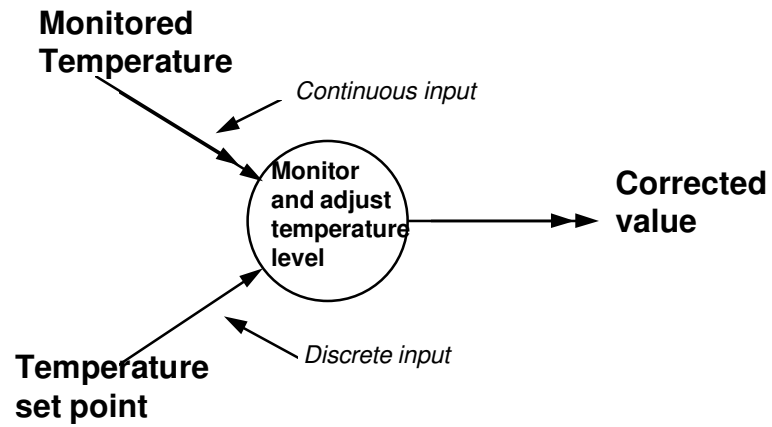 Monitored
Temperature
Continuous input
Monitor
and adjust
temperature
level
Corrected
value
Discrete input
Temperature
set point